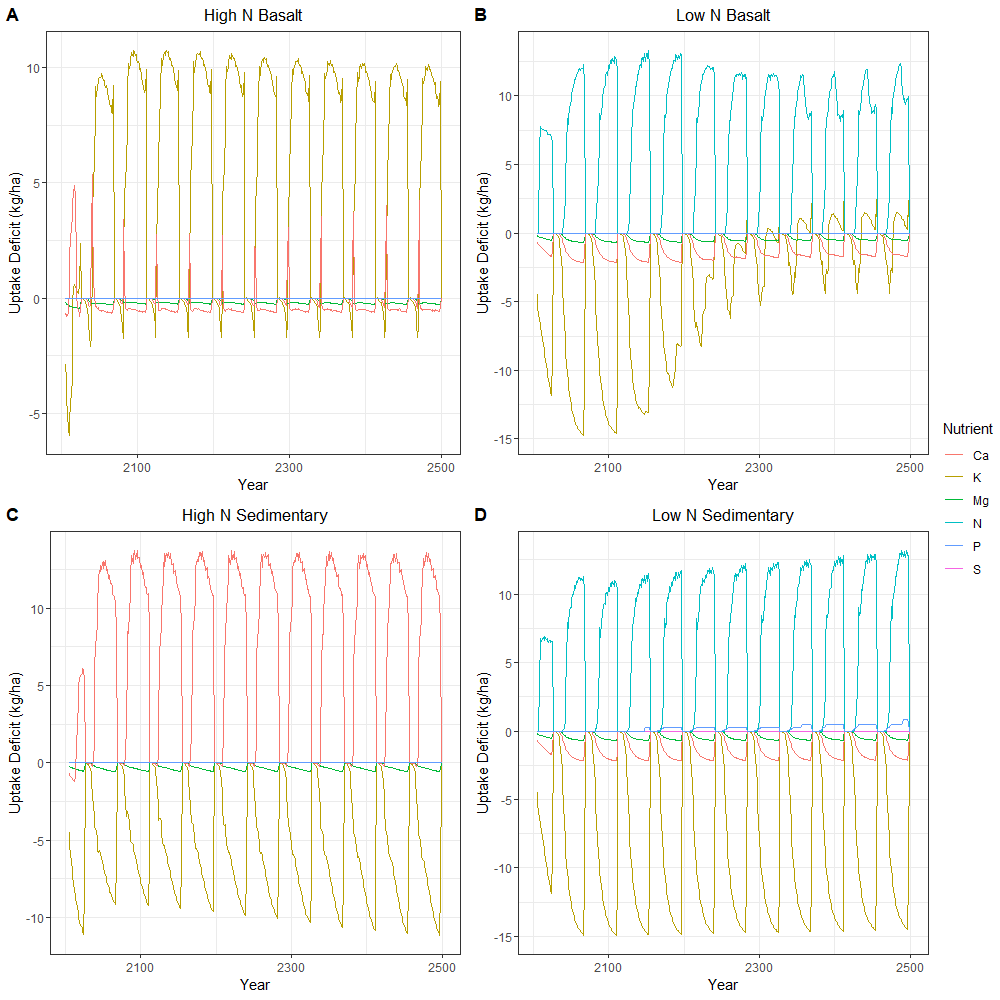 A
High N Basalt
10
5
0
-5
Uptake Deficit (kg/ha)
2100
2300
2500
Year
B
Low N Basalt
10
5
0
-5
-10
-15
Uptake Deficit (kg/ha)
2100
2300
2500
Year
C
High N Sedimentary
10
5
0
-5
-10
Uptake Deficit (kg/ha)
2100
2300
2500
Year
D
Low N Sedimentary
10
5
0
-5
-10
-15
Uptake Deficit (kg/ha)
2100
2300
2500
Year
Nutrient
Ca
K
Mg
N
P
S